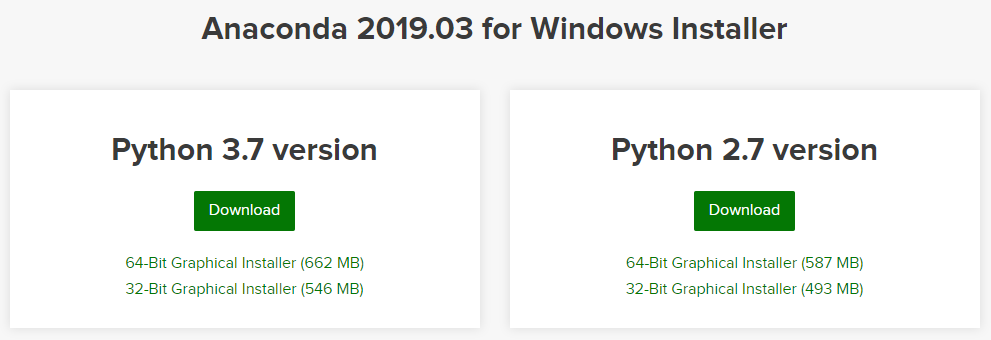 Anaconda 2019.03 for Windows Installer
Python 3.7 version
Download
64-Bit Graphical Installer (662 MB)
32-Bit Graphical Installer (546 MB)
Python 2.7 version
Download
64-Bit Graphical Installer (587 MB)
32-Bit Graphical Installer (493 MB)